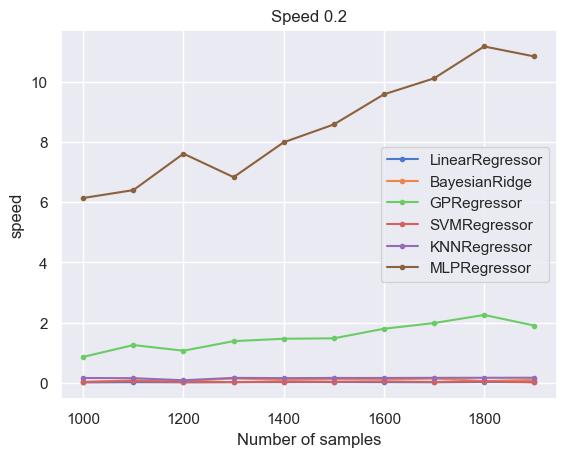 Speed 0.2
speed
10
8
6
4
2
0
LinearRegressor
BayesianRidge
GPRegressor
SVMRegressor
KNNRegressor
MLPRegressor
1000 1200 1400 1600 1800
Number of samples